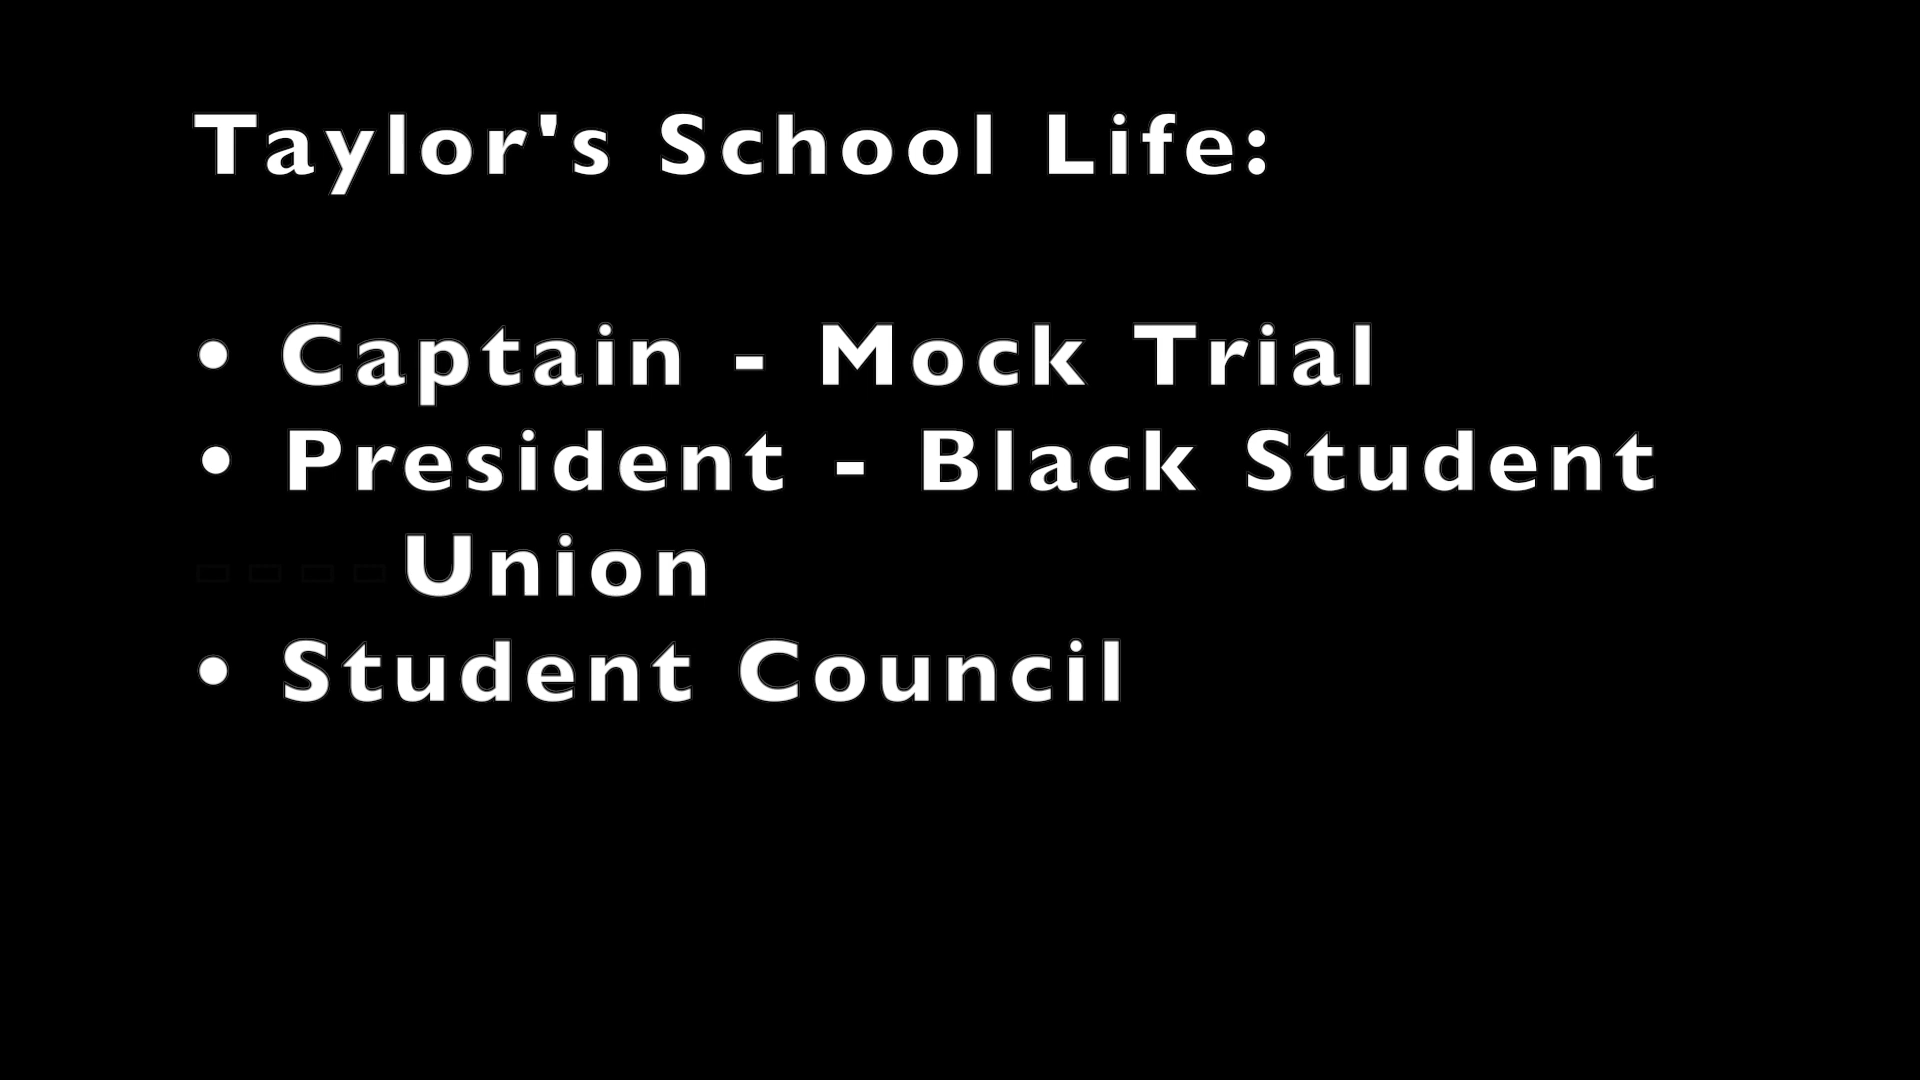 Taylor's School Life:
• Captain - Mock Trial
• President - Black Student
Union
• Student Council